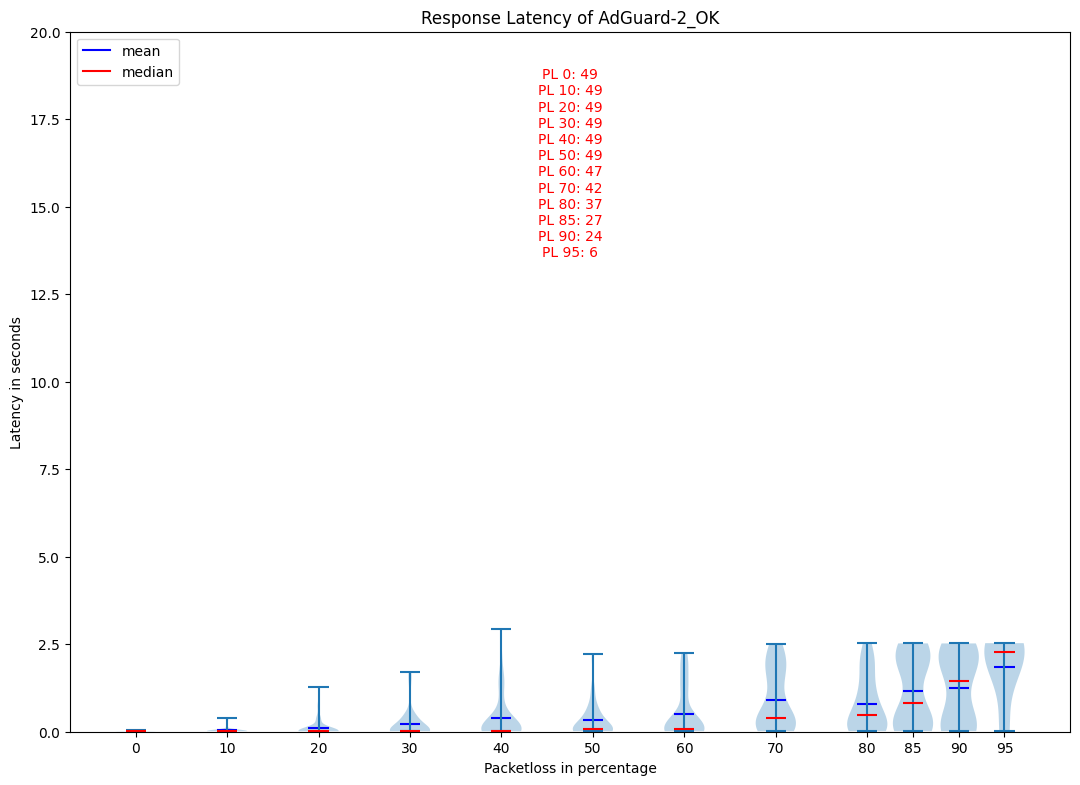 Response Latency of AdGuard-2_OK
mean
median
PL 0: 49
PL 10: 49
PL 20: 49
PL 30: 49
PL 40: 49
PL 50: 49
PL 60: 47
PL 70: 42
PL 80: 37
PL 85: 27
PL 90: 24
PL 95: 6
20.0
17.5
15.0
12.5
10.0
7.5
5.0
2.5
0.0
Latency in seconds
0 10 20 30 40 50 60 70 80 85 90 95
Packetloss in percentage